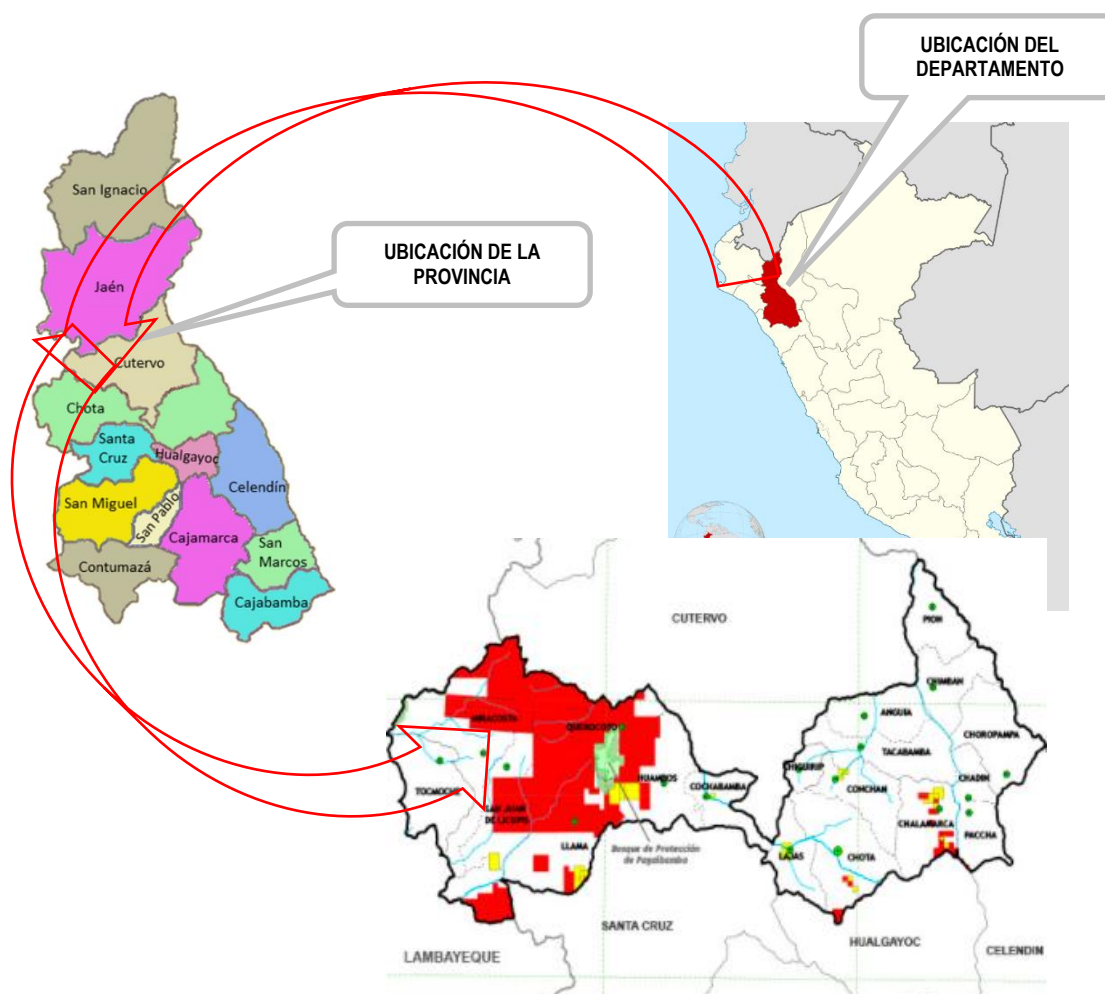 UBICACIÓN DEL
DEPARTAMENTO
UBICACIÓN DE LA
PROVINCIA
San Ignacio
Jaén
Cutervo
Chota
Santa
Cruz
Hualgayoc
Celendín
San Miguel
San Pablo
Cajamarca
San
Marcos
Contumazá
Cajabamba
CUTERVO
PION
CHIMBAN
ANGUIA
CHOROPAMPA
TACABAMBA
CHIGUIRIP
CONCHAN
CHADIN
CHALAMARCA
PACCHA
LAJAS
CHOTA
MIRACOSTA
QUEROCOTO
HUAMBOS
COCHABAMBA
TOCMOCHE
SAN JUAN
DE LICUPIS
LLAMA
Bosque de Protección
de Pagaibamba
SANTA CRUZ
HUALGAYOC
CELENDIN
LAMBAYEQUE